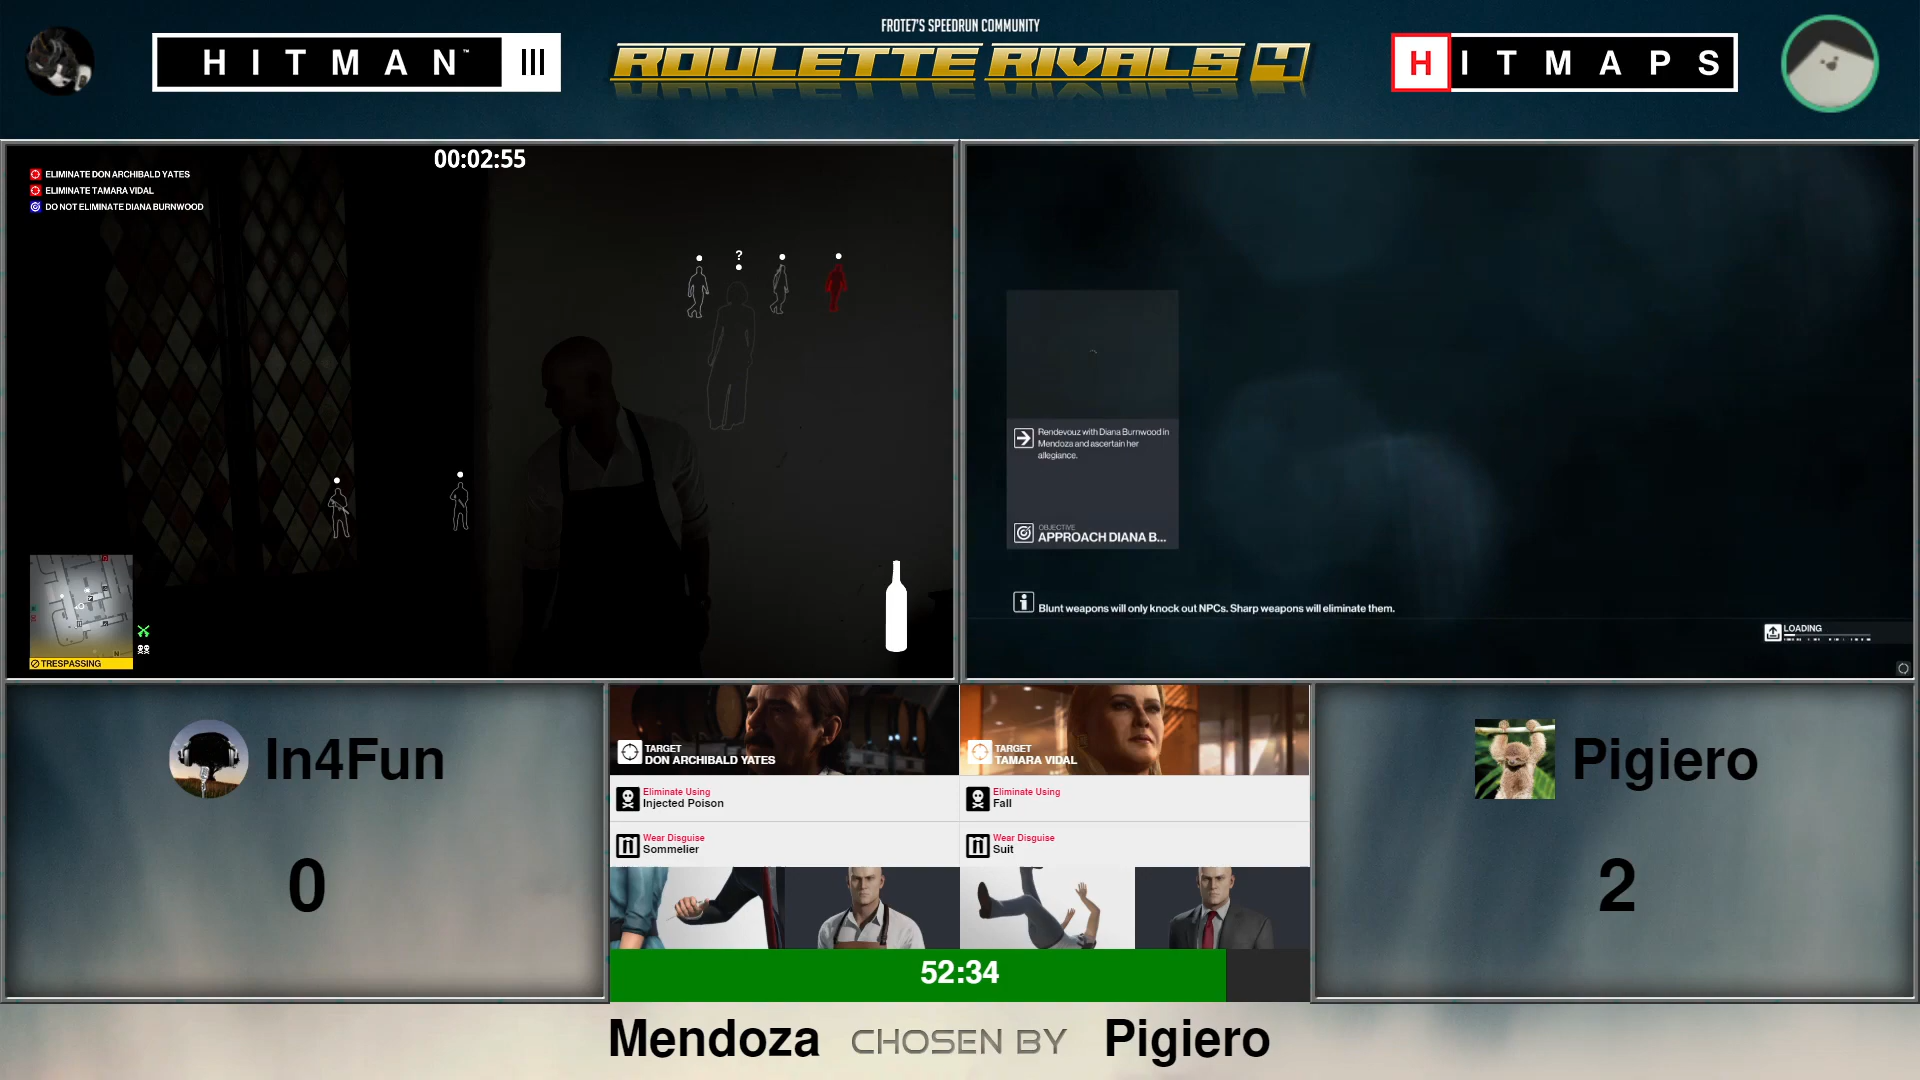 FROTE7'S SPEEDRUN COMMUNITY
HITMAN™ III
ROULETTE RIVALS 4
HITMAPS
00:02:55
ELIMINATE DON ARCHIBALD YATES
ELIMINATE TAMARA VIDAL
DO NOT ELIMINATE DIANA BURNWOOD
?
N
TRESPASSING
Rendevouz with Diana Burnwood in
Mendoza and ascertain her
allegiance.
OBJECTIVE
APPROACH DIANA B...
Blunt weapons will only knock out NPCs. Sharp weapons will eliminate them.
LOADING
In4Fun
0
TARGET
DON ARCHIBALD YATES
Eliminate Using
Injected Poison
Wear Disguise
Sommelier
TARGET
TAMARA VIDAL
Eliminate Using
Fall
Wear Disguise
Suit
52:34
Pigiero
2
Mendoza CHOSEN BY Pigiero